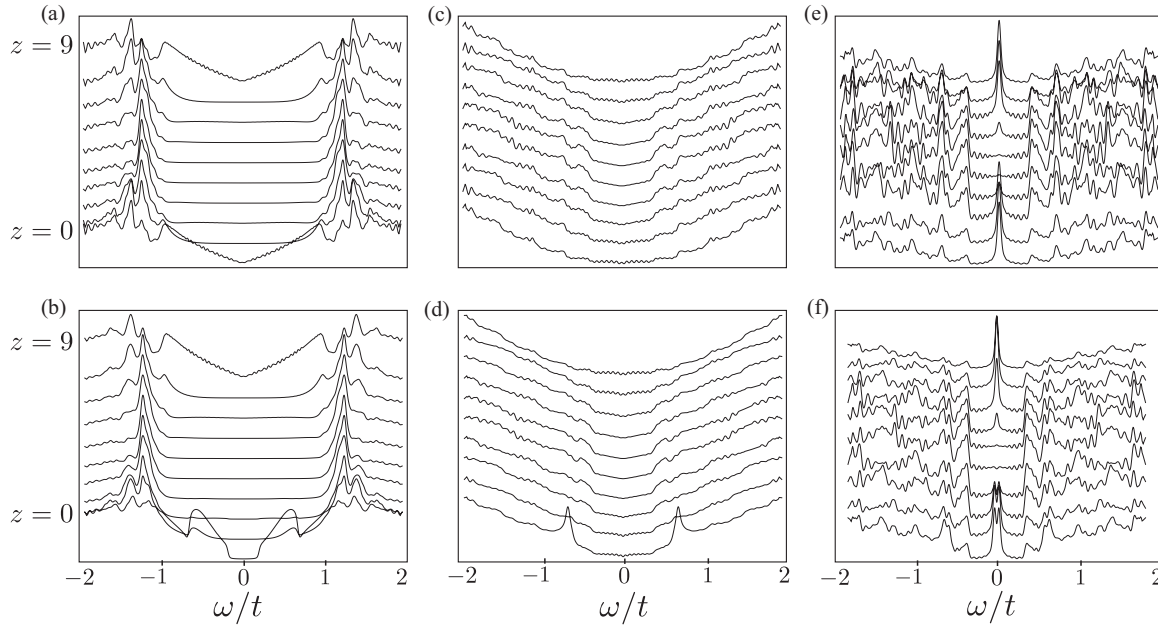 (a) (c) (e)
z = 9
z = 0
(b) (d) (f)
z = 9
z = 0
−2 −1 0 1 2 −2 −1 0 1 2 −2 −1 0 1 2
ω/t ω/t ω/t